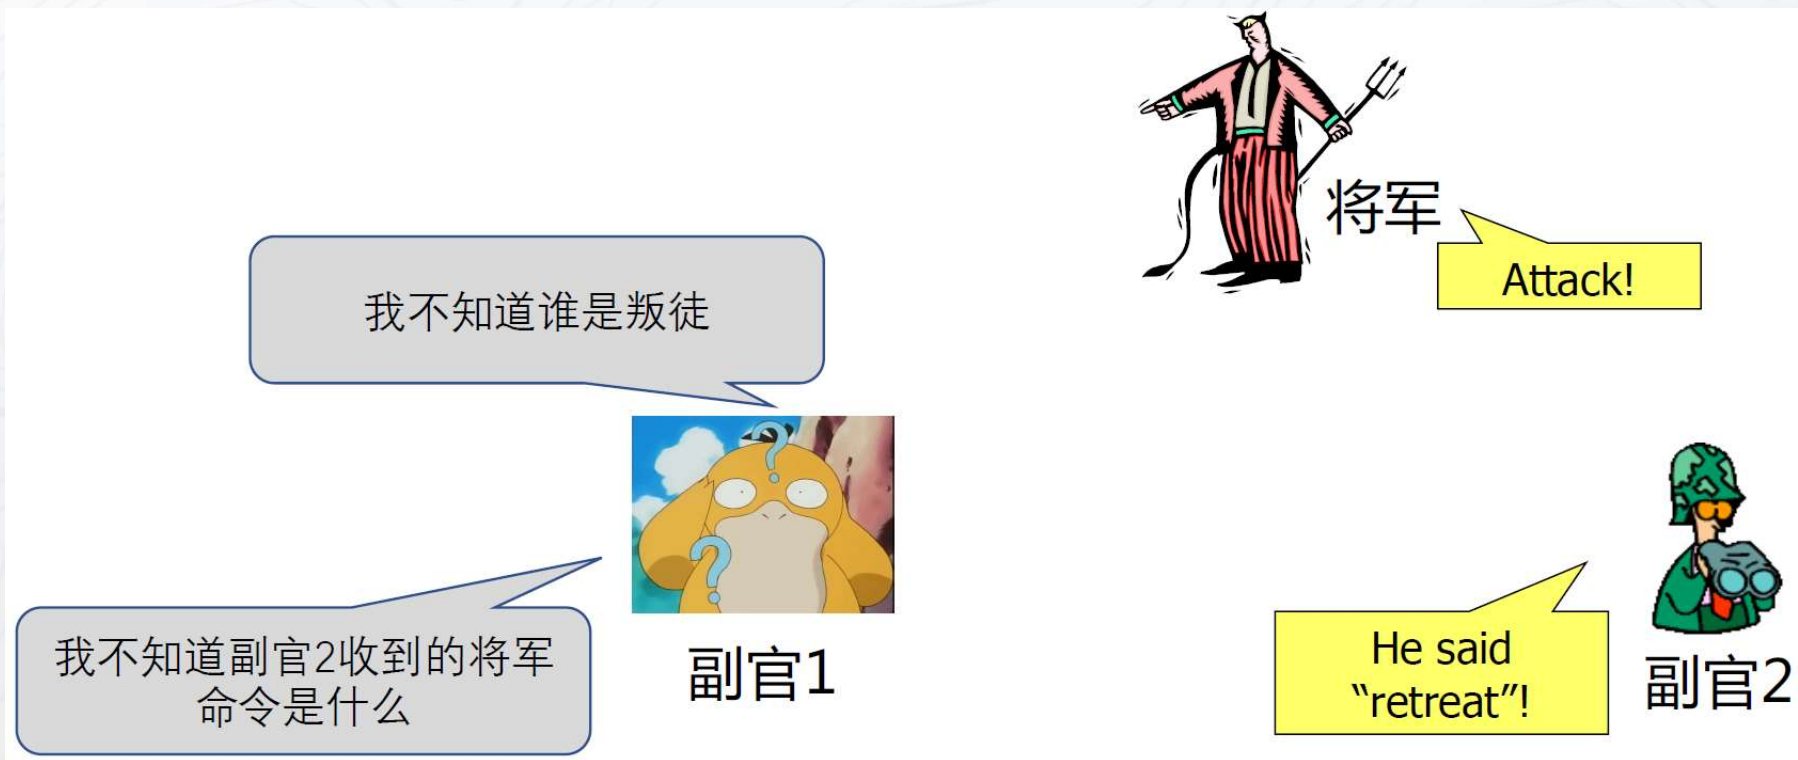 将军
Attack!
我不知道谁是叛徒
我不知道副官2收到的将军
命令是什么
副官1
He said
“retreat”!
副官2